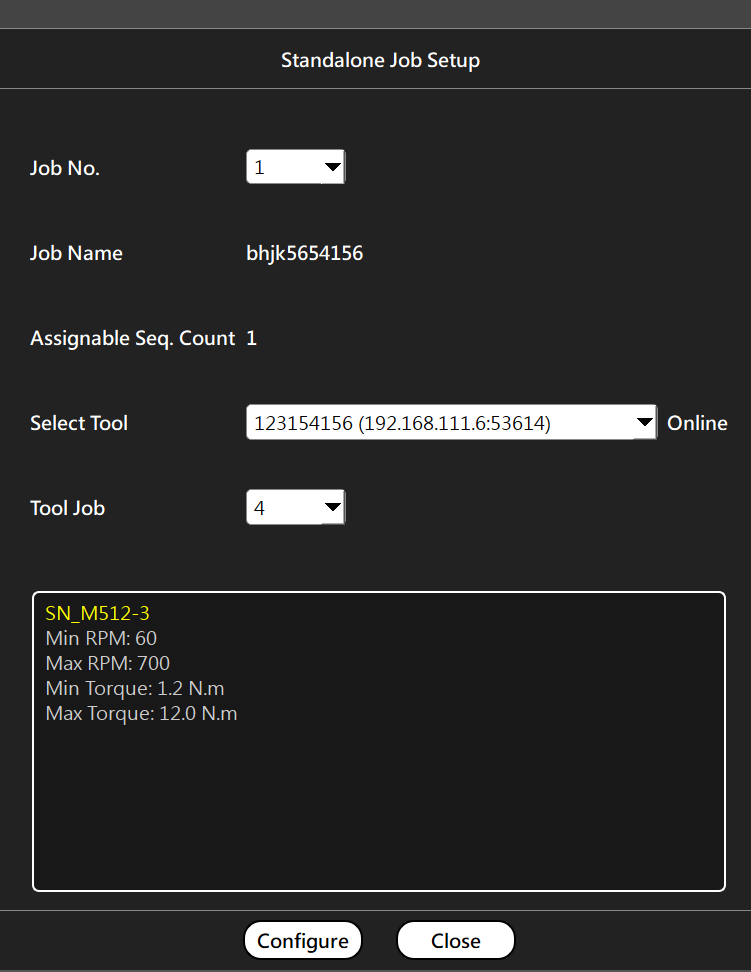 Standalone Job Setup
Job No. 1
Job Name bhjk5654156
Assignable Seq. Count 1
Select Tool 123154156 (192.168.111.6:53614) Online
Tool Job 4
SN_M512-3
Min RPM: 60
Max RPM: 700
Min Torque: 1.2 N.m
Max Torque: 12.0 N.m
Configure Close